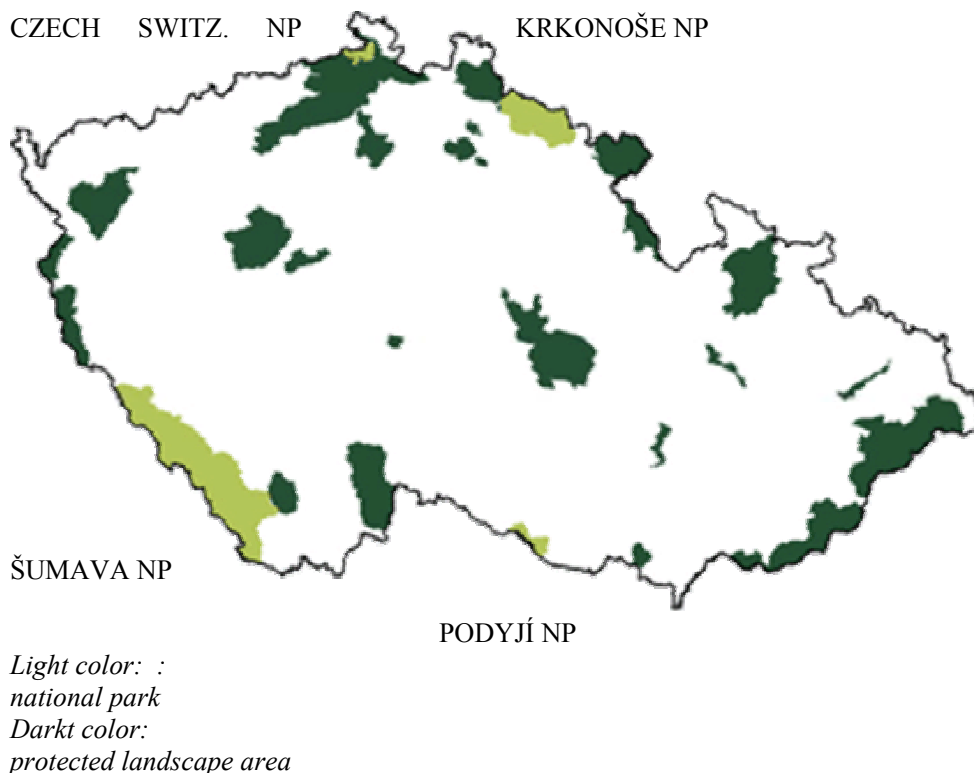 CZECH SWITZ. NP KRKONOŠE NP
ŠUMAVA NP
PODYJÍ NP
Light color: :
national park
Darkt color:
protected landscape area